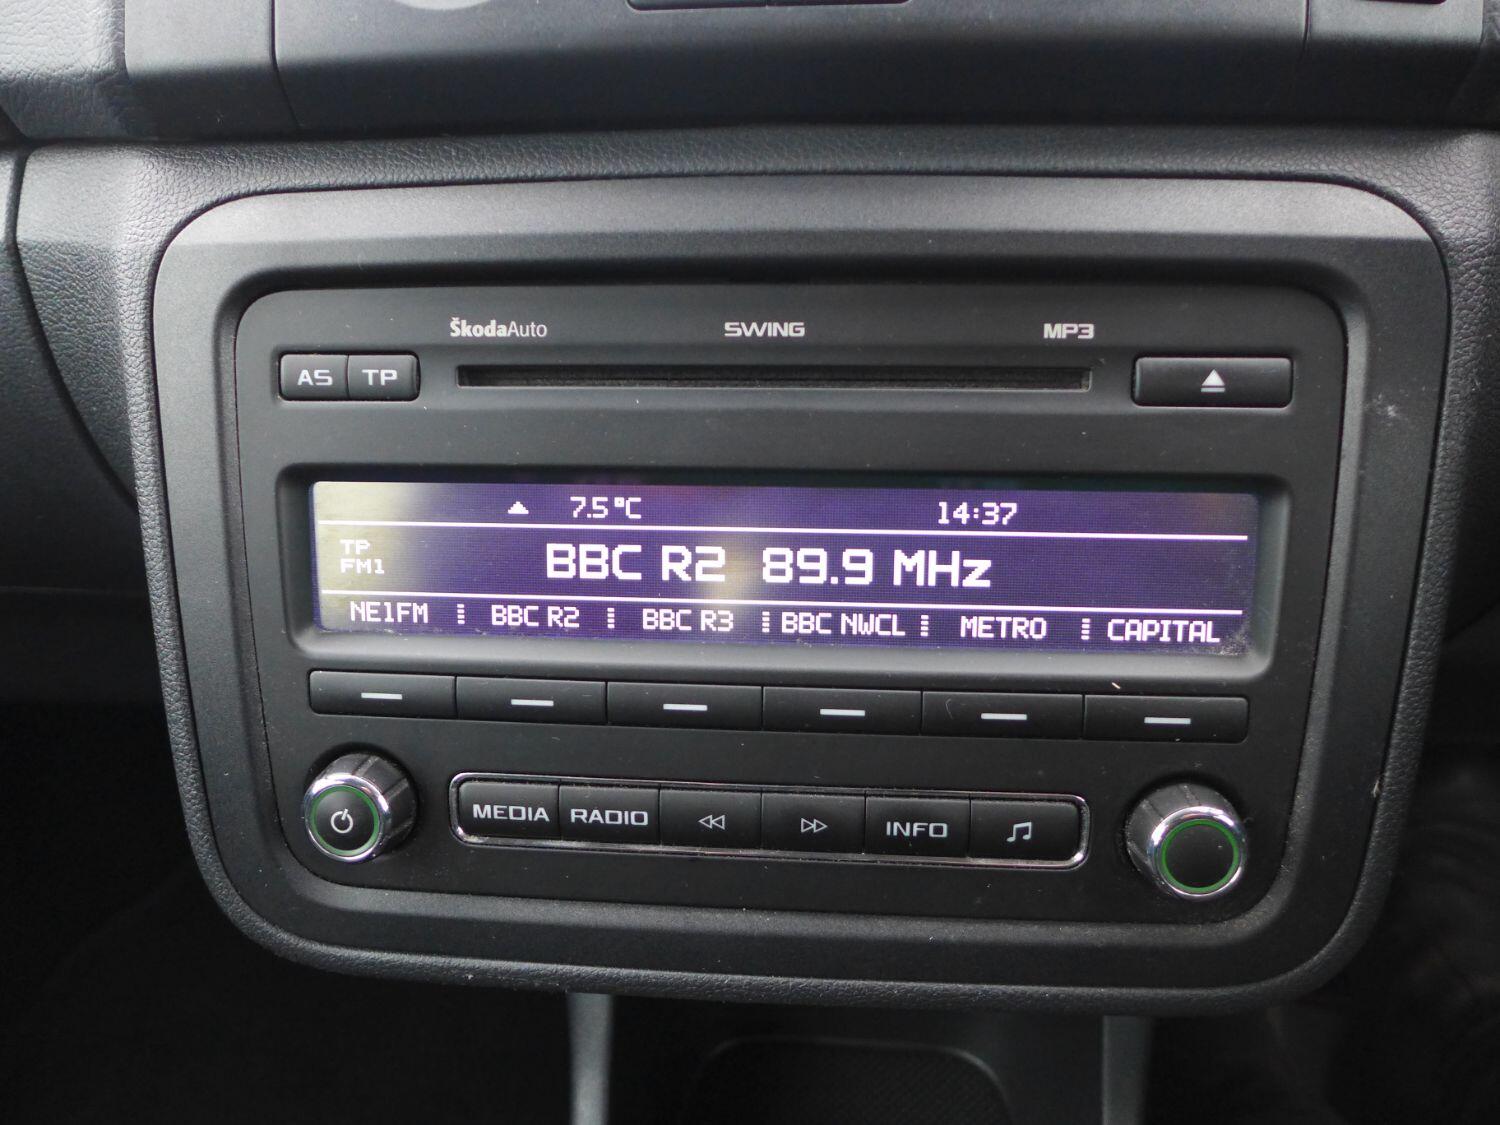 ŠkodaAuto SWING MP3
AS TP
7.5°C 14:37
TP
FM1
BBC R2 89.9 MHz
NE1FM BBC R2 BBC R3 BBC NWCL METRO CAPITAL
MEDIA RADIO INFO